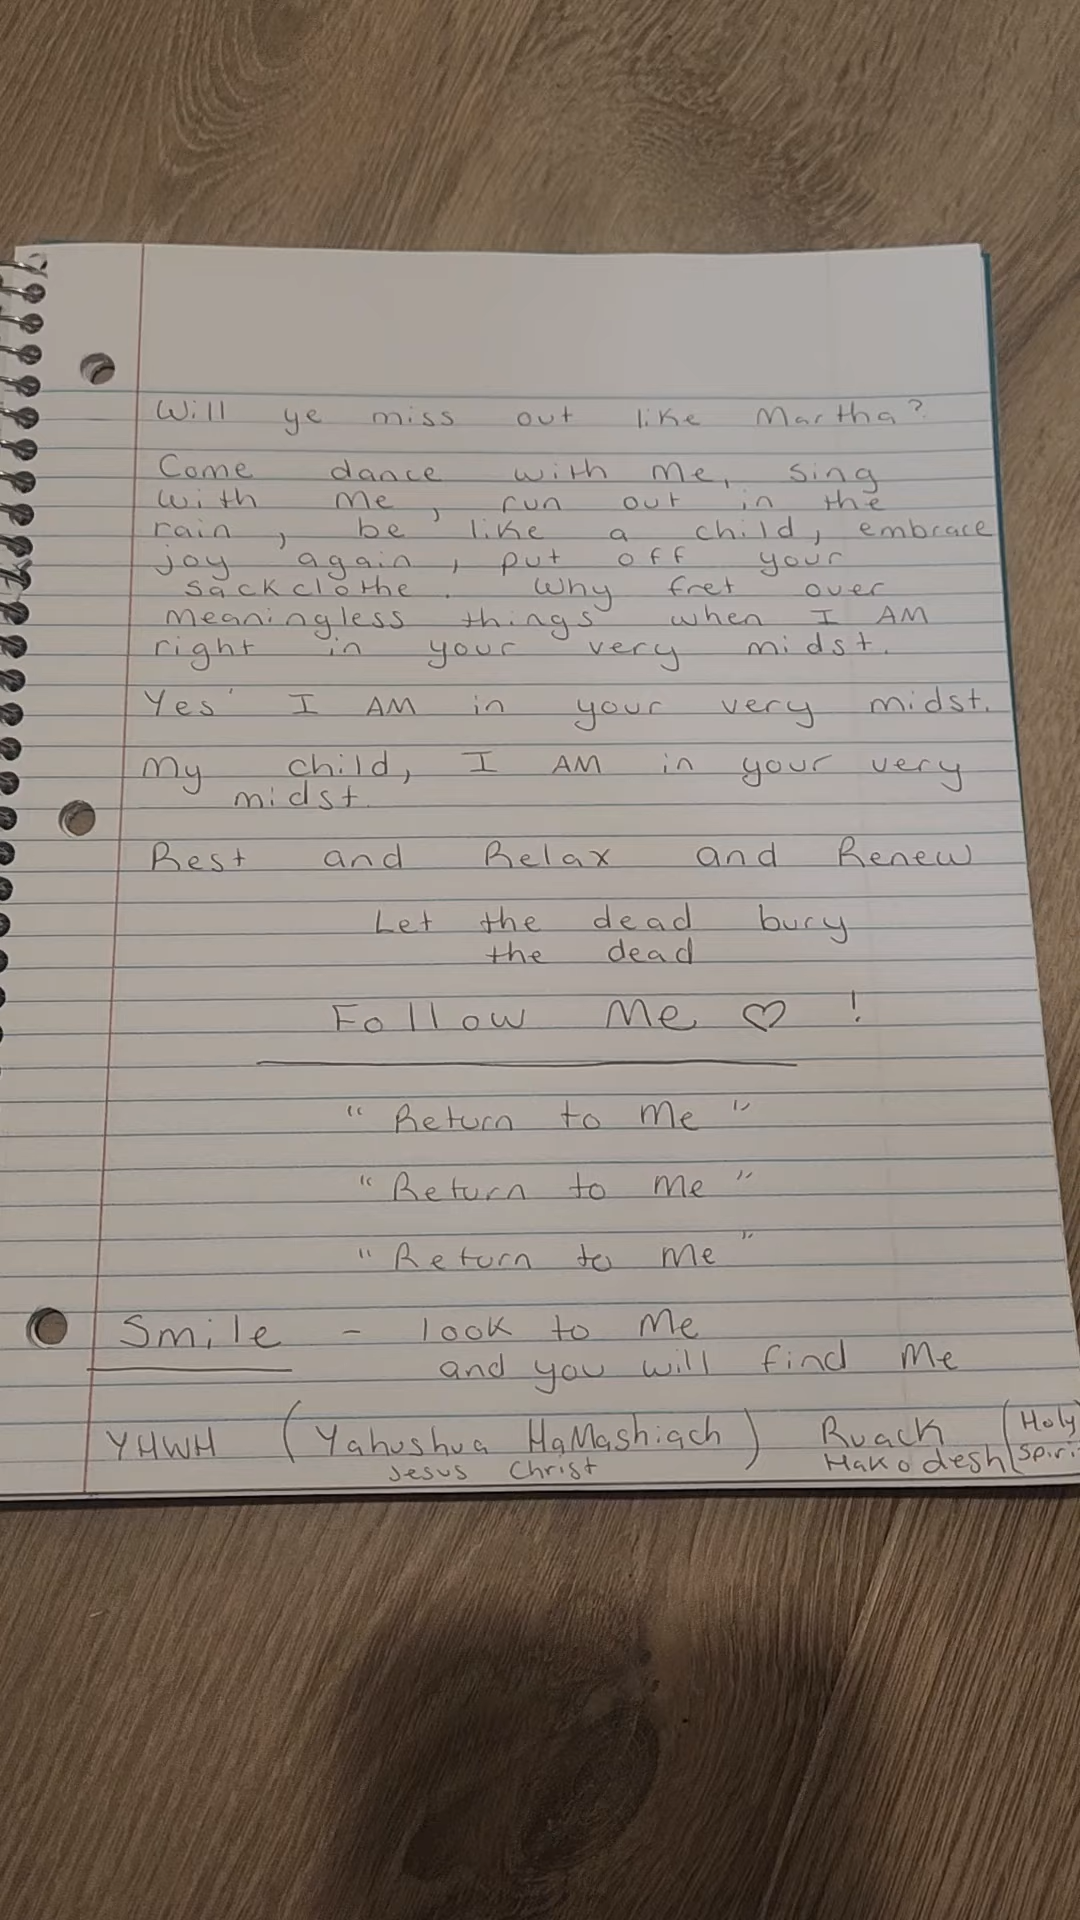 Will ye miss out like Martha?
Come dance with Me, sing
with Me, run out in the
rain, be like a child, embrace
joy again, put off your
sackclothe. Why fret over
meaningless things when I AM
right in your very midst.
Yes I AM in your very midst.
My child, I AM in your very
midst.
Rest and Relax and Renew
Let the dead bury
the dead
Follow Me ♡ !
"Return to Me"
"Return to Me"
"Return to Me"
Smile - look to Me
and you will find Me
YHWH (Yahushua HaMashiach) Ruack (Holy
Jesus Christ Hakodesh Spiri